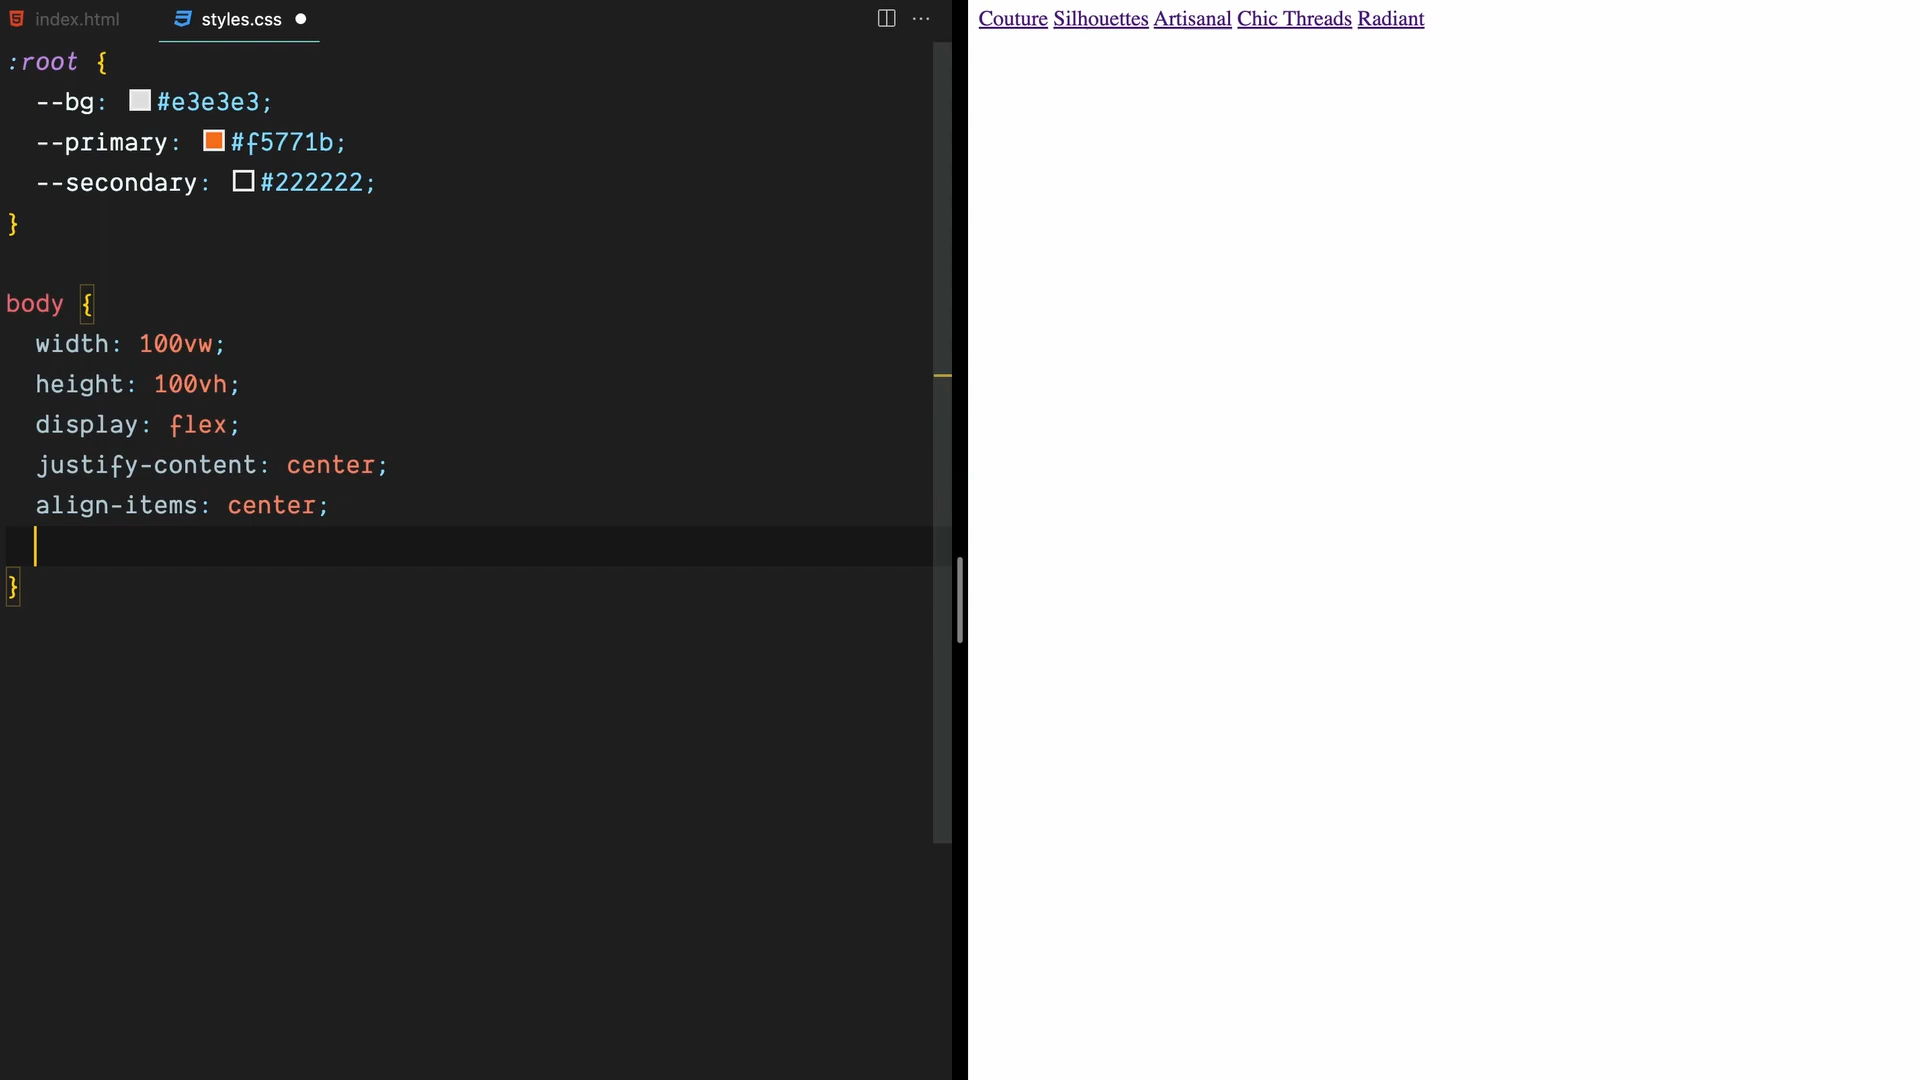 index.html
styles.css
:root {
--bg: #e3e3e3;
--primary: #f5771b;
--secondary: #222222;
}
body {
width: 100vw;
height: 100vh;
display: flex;
justify-content: center;
align-items: center;
}
Couture Silhouettes Artisanal Chic Threads Radiant